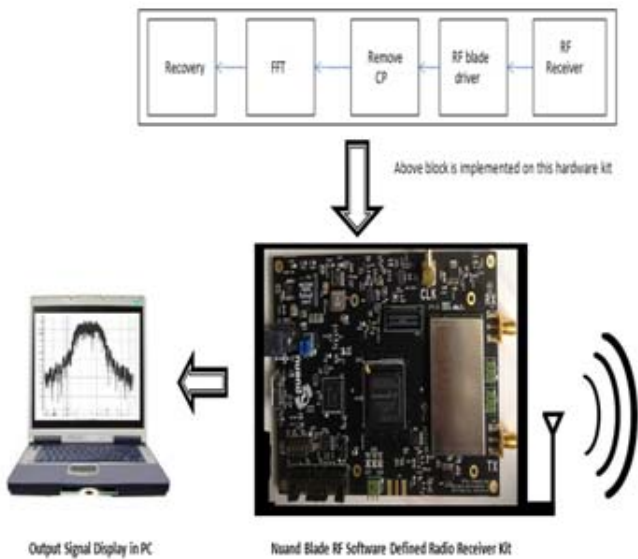 Recovery
FFT
Remove
CP
RF blade
driver
RF
Receiver
Above block is implemented on this hardware kit
CLK
RX
nuand
TX
Output Signal Display in PC
Nuand Blade RF Software Defined Radio Receiver Kit